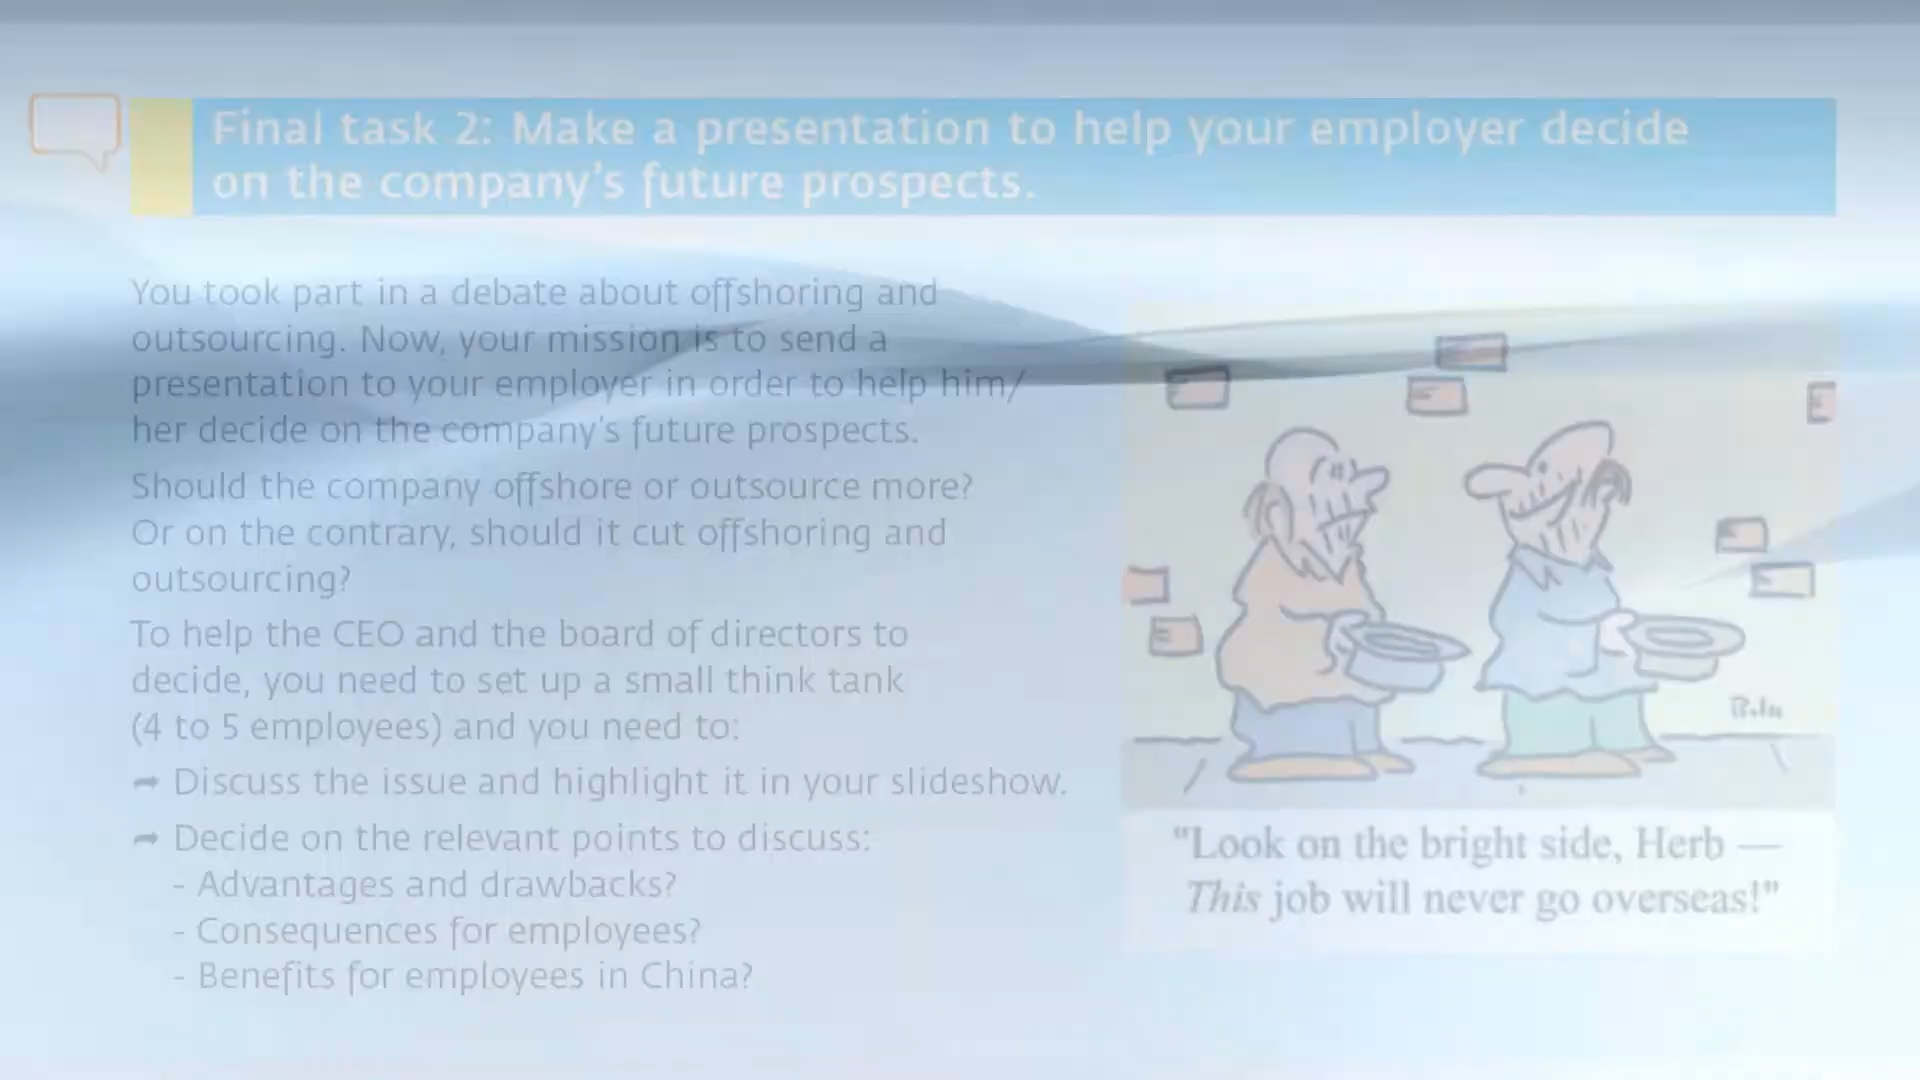 Final task 2: Make a presentation to help your employer decide
on the company's future prospects.
You took part in a debate about offshoring and
outsourcing. Now, your mission is to send a
presentation to your employer in order to help him/
her decide on the company's future prospects.
Should the company offshore or outsource more?
Or on the contrary, should it cut offshoring and
outsourcing?
To help the CEO and the board of directors to
decide, you need to set up a small think tank
(4 to 5 employees) and you need to:
➡ Discuss the issue and highlight it in your slideshow.
➡ Decide on the relevant points to discuss:
- Advantages and drawbacks?
- Consequences for employees?
- Benefits for employees in China?
"Look on the bright side, Herb —
This job will never go overseas!"